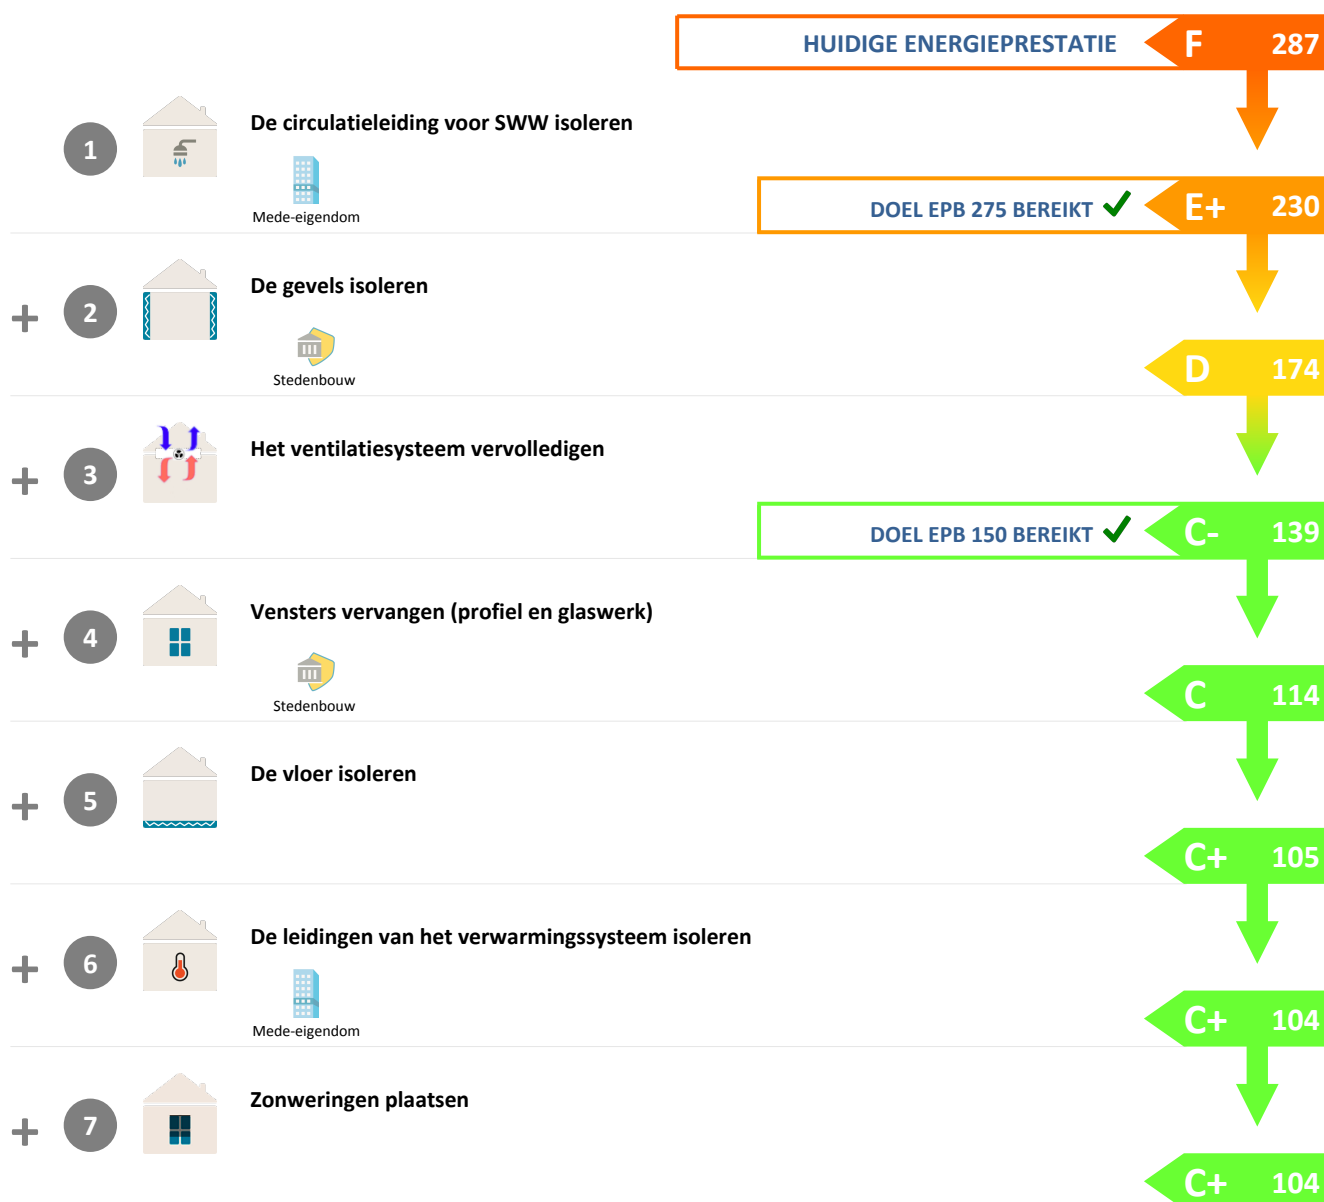 HUIDIGE ENERGIEPRESTATIE F 287
1 De circulatieleiding voor SWW isoleren
Mede-eigendom
DOEL EPB 275 BEREIKT ✓ E+ 230
+ 2 De gevels isoleren
Stedenbouw
D 174
+ 3 Het ventilatiesysteem vervolledigen
DOEL EPB 150 BEREIKT ✓ C- 139
+ 4 Vensters vervangen (profiel en glaswerk)
Stedenbouw
C 114
+ 5 De vloer isoleren
C+ 105
+ 6 De leidingen van het verwarmingssysteem isoleren
Mede-eigendom
C+ 104
+ 7 Zonweringen plaatsen
C+ 104